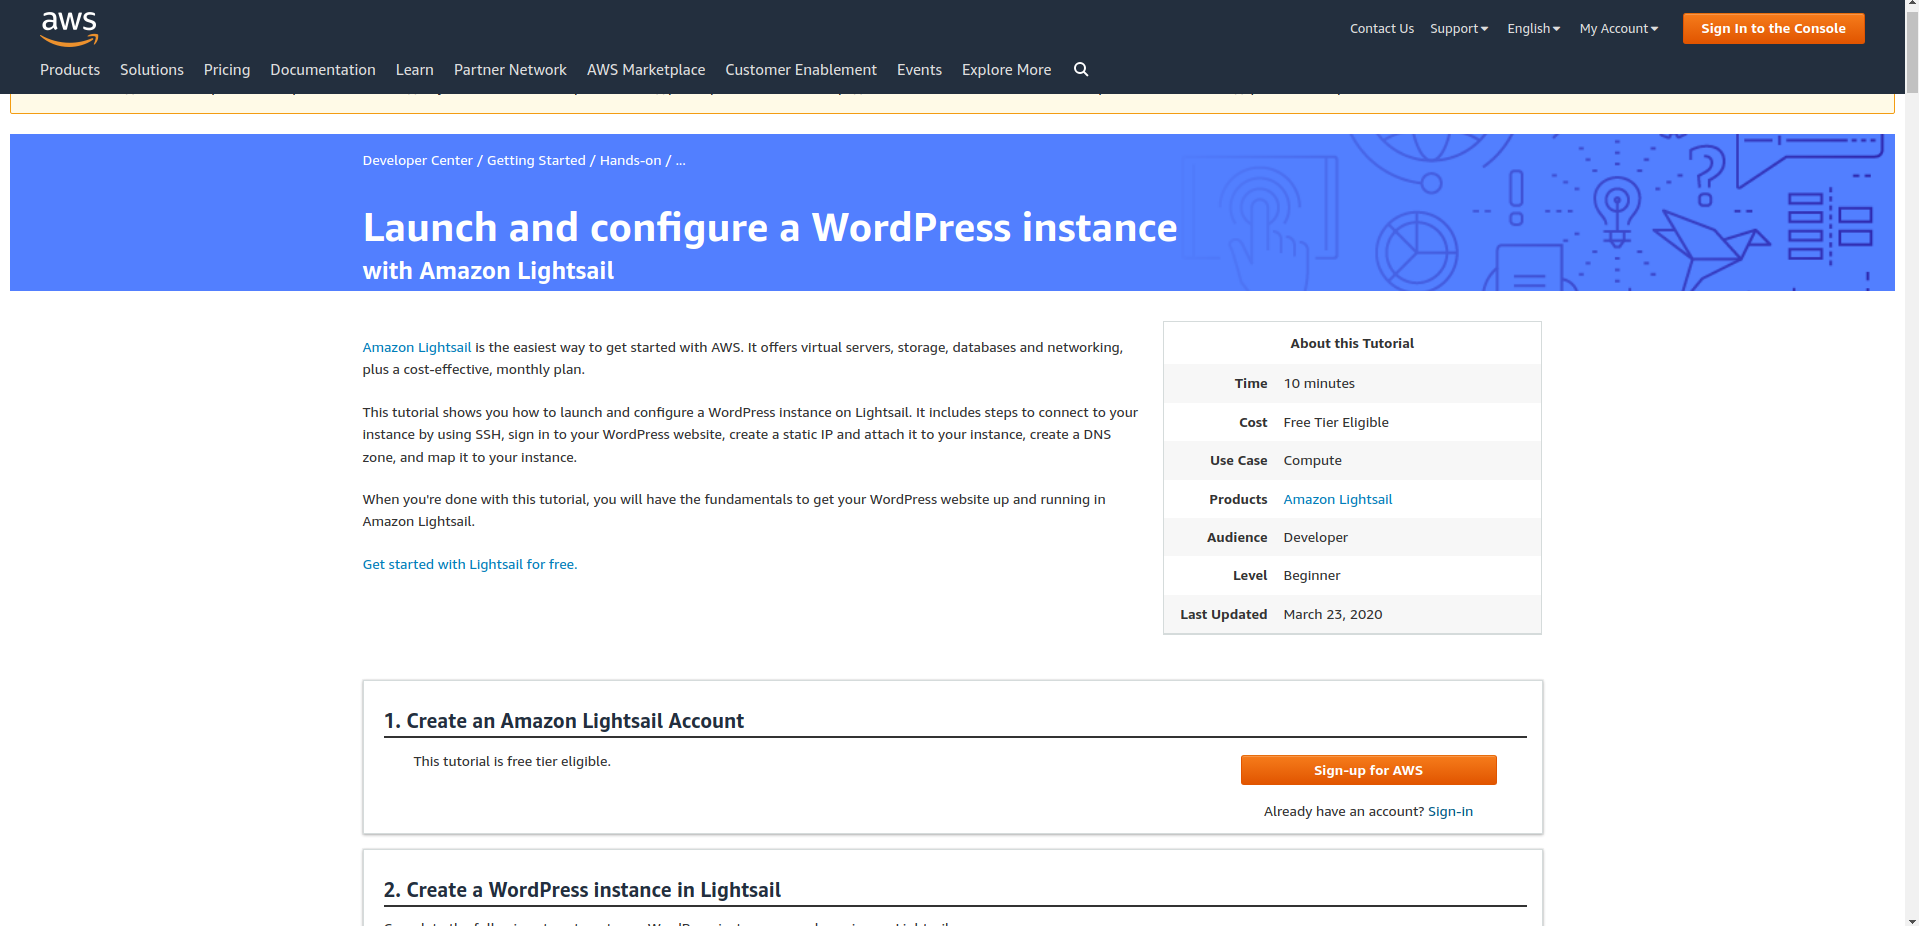 aws
Contact Us Support English My Account Sign In to the Console
Products Solutions Pricing Documentation Learn Partner Network AWS Marketplace Customer Enablement Events Explore More
Developer Center / Getting Started / Hands-on / ...
Launch and configure a WordPress instance
with Amazon Lightsail
Amazon Lightsail is the easiest way to get started with AWS. It offers virtual servers, storage, databases and networking,
plus a cost-effective, monthly plan.
This tutorial shows you how to launch and configure a WordPress instance on Lightsail. It includes steps to connect to your
instance by using SSH, sign in to your WordPress website, create a static IP and attach it to your instance, create a DNS
zone, and map it to your instance.
When you're done with this tutorial, you will have the fundamentals to get your WordPress website up and running in
Amazon Lightsail.
Get started with Lightsail for free.
About this Tutorial
Time 10 minutes
Cost Free Tier Eligible
Use Case Compute
Products Amazon Lightsail
Audience Developer
Level Beginner
Last Updated March 23, 2020
1. Create an Amazon Lightsail Account
This tutorial is free tier eligible.
Sign-up for AWS
Already have an account? Sign-in
2. Create a WordPress instance in Lightsail